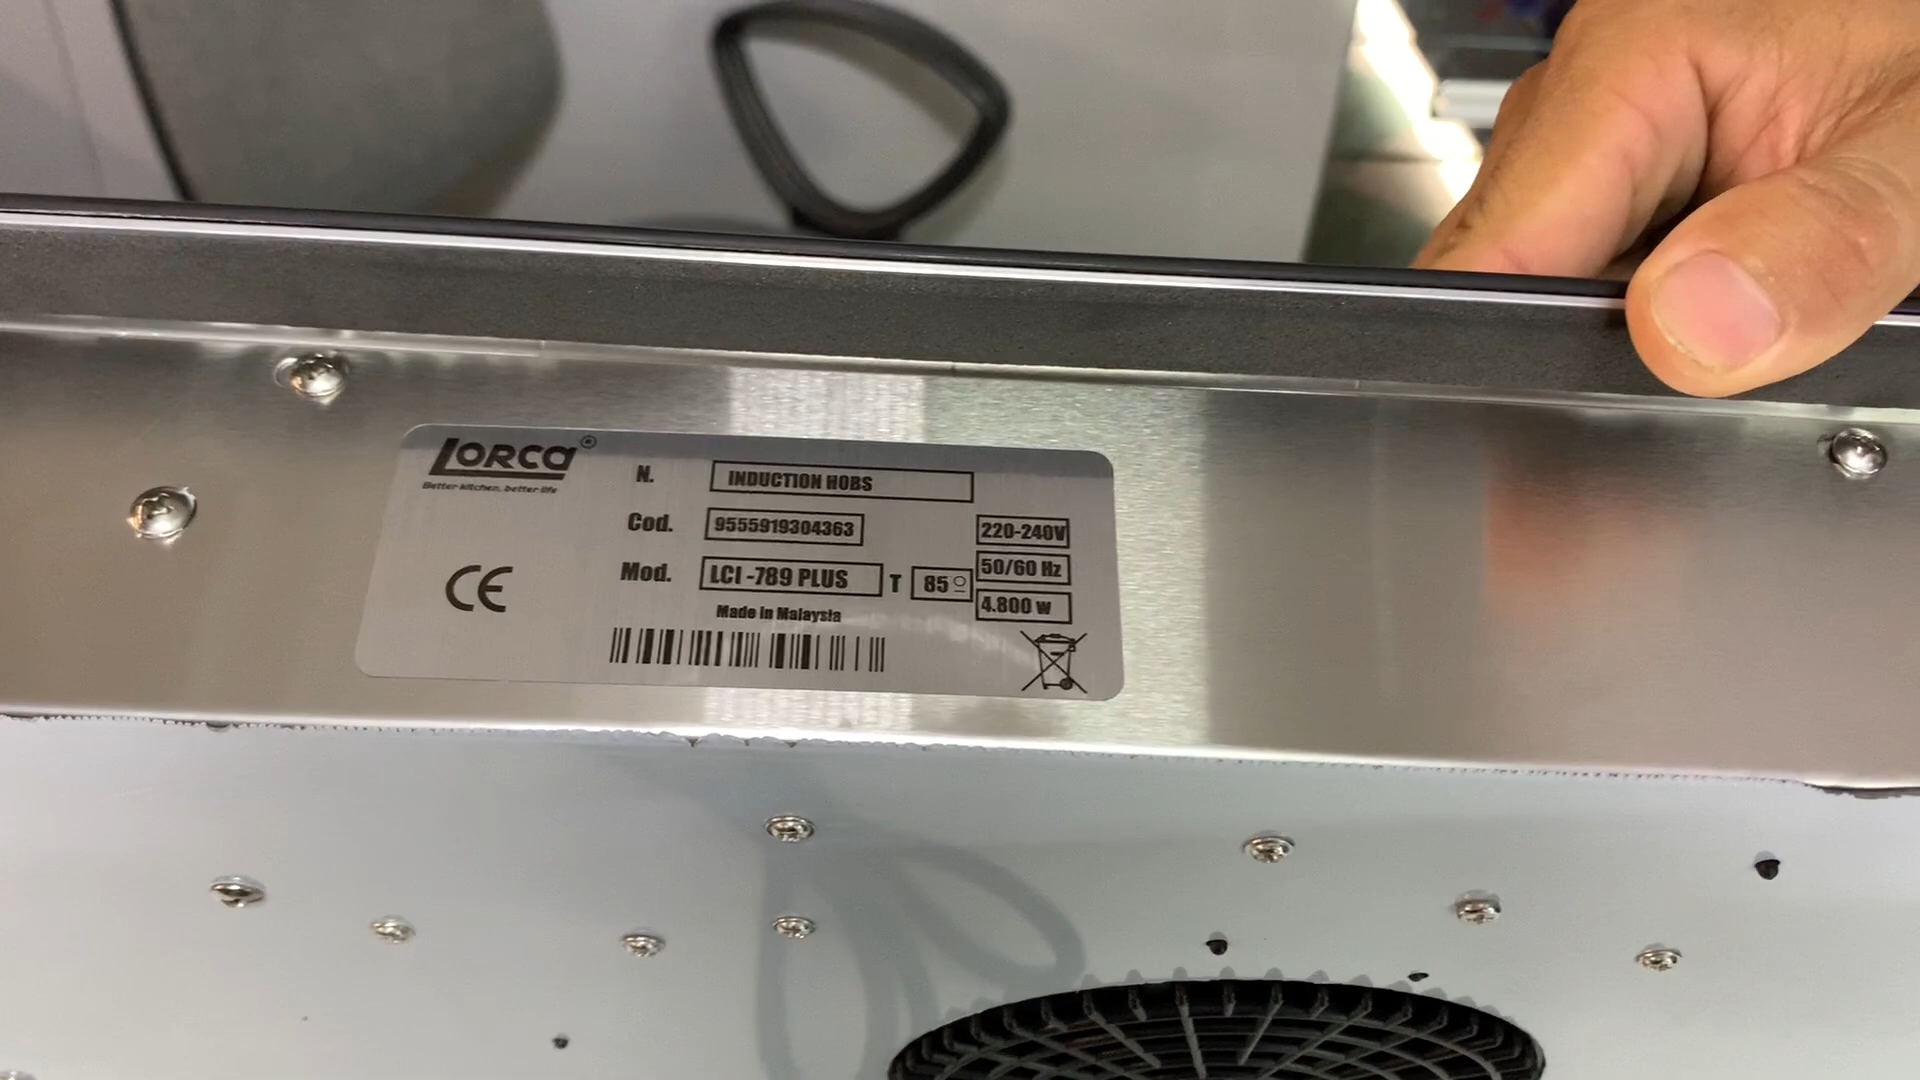 LORCA®
Better kitchen, better life
N. INDUCTION HOBS
Cod. 9555919304363
220-240V
Mod. LCI -789 PLUS T 85°
50/60 Hz
4.800 w
Made in Malaysia
CE